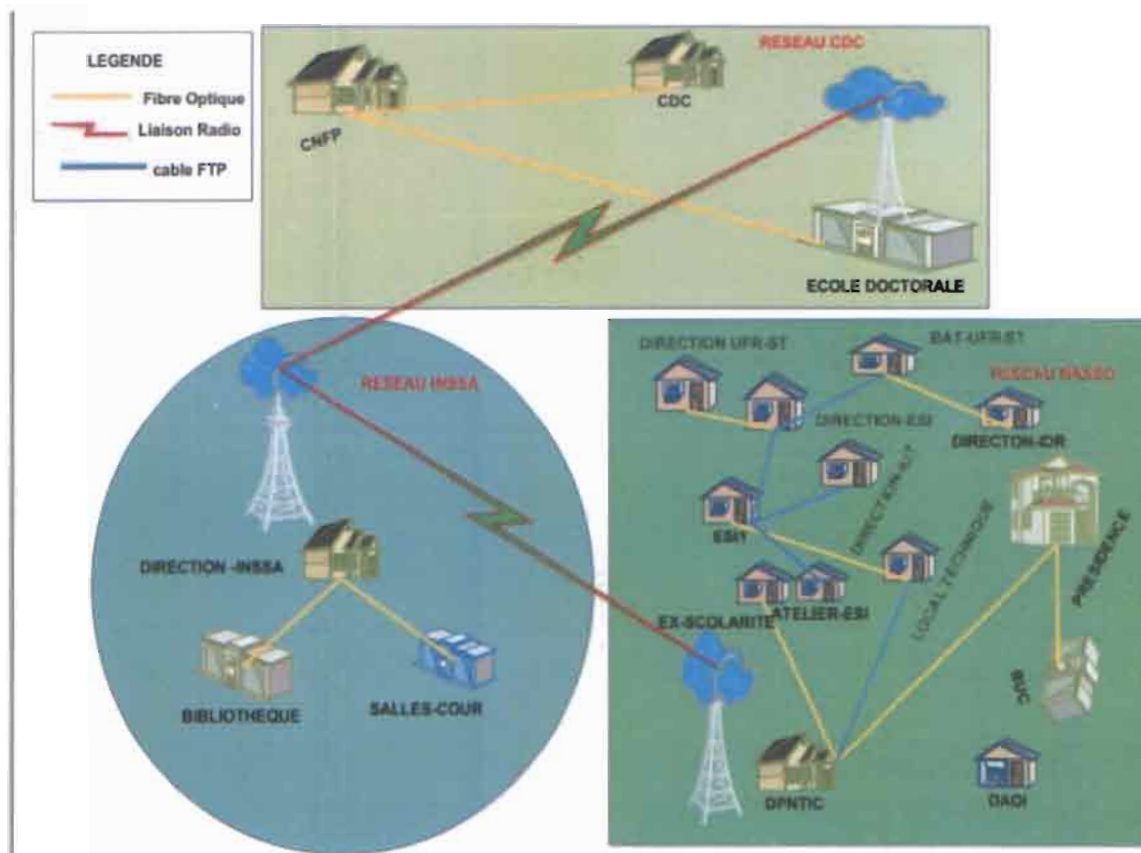 LEGENDE
Fibre Optique
Liaison Radio
cable FTP
RESEAU CDC
CNFP
CDC
ECOLE DOCTORALE
RESEAU INSSA
DIRECTION -INSSA
BIBLIOTHEQUE
SALLES-COUR
DIRECTION UFR-ST
BAT-UFR/ST
RESEAU NASSO
DIRECTION-ESI
DIRECTON-IDR
DIRECTION-IUT
LOCAL TECHNIQUE
PRESIDENCE
ATELIER-ESI
EX-SCOLARITE
BUC
DPNTIC